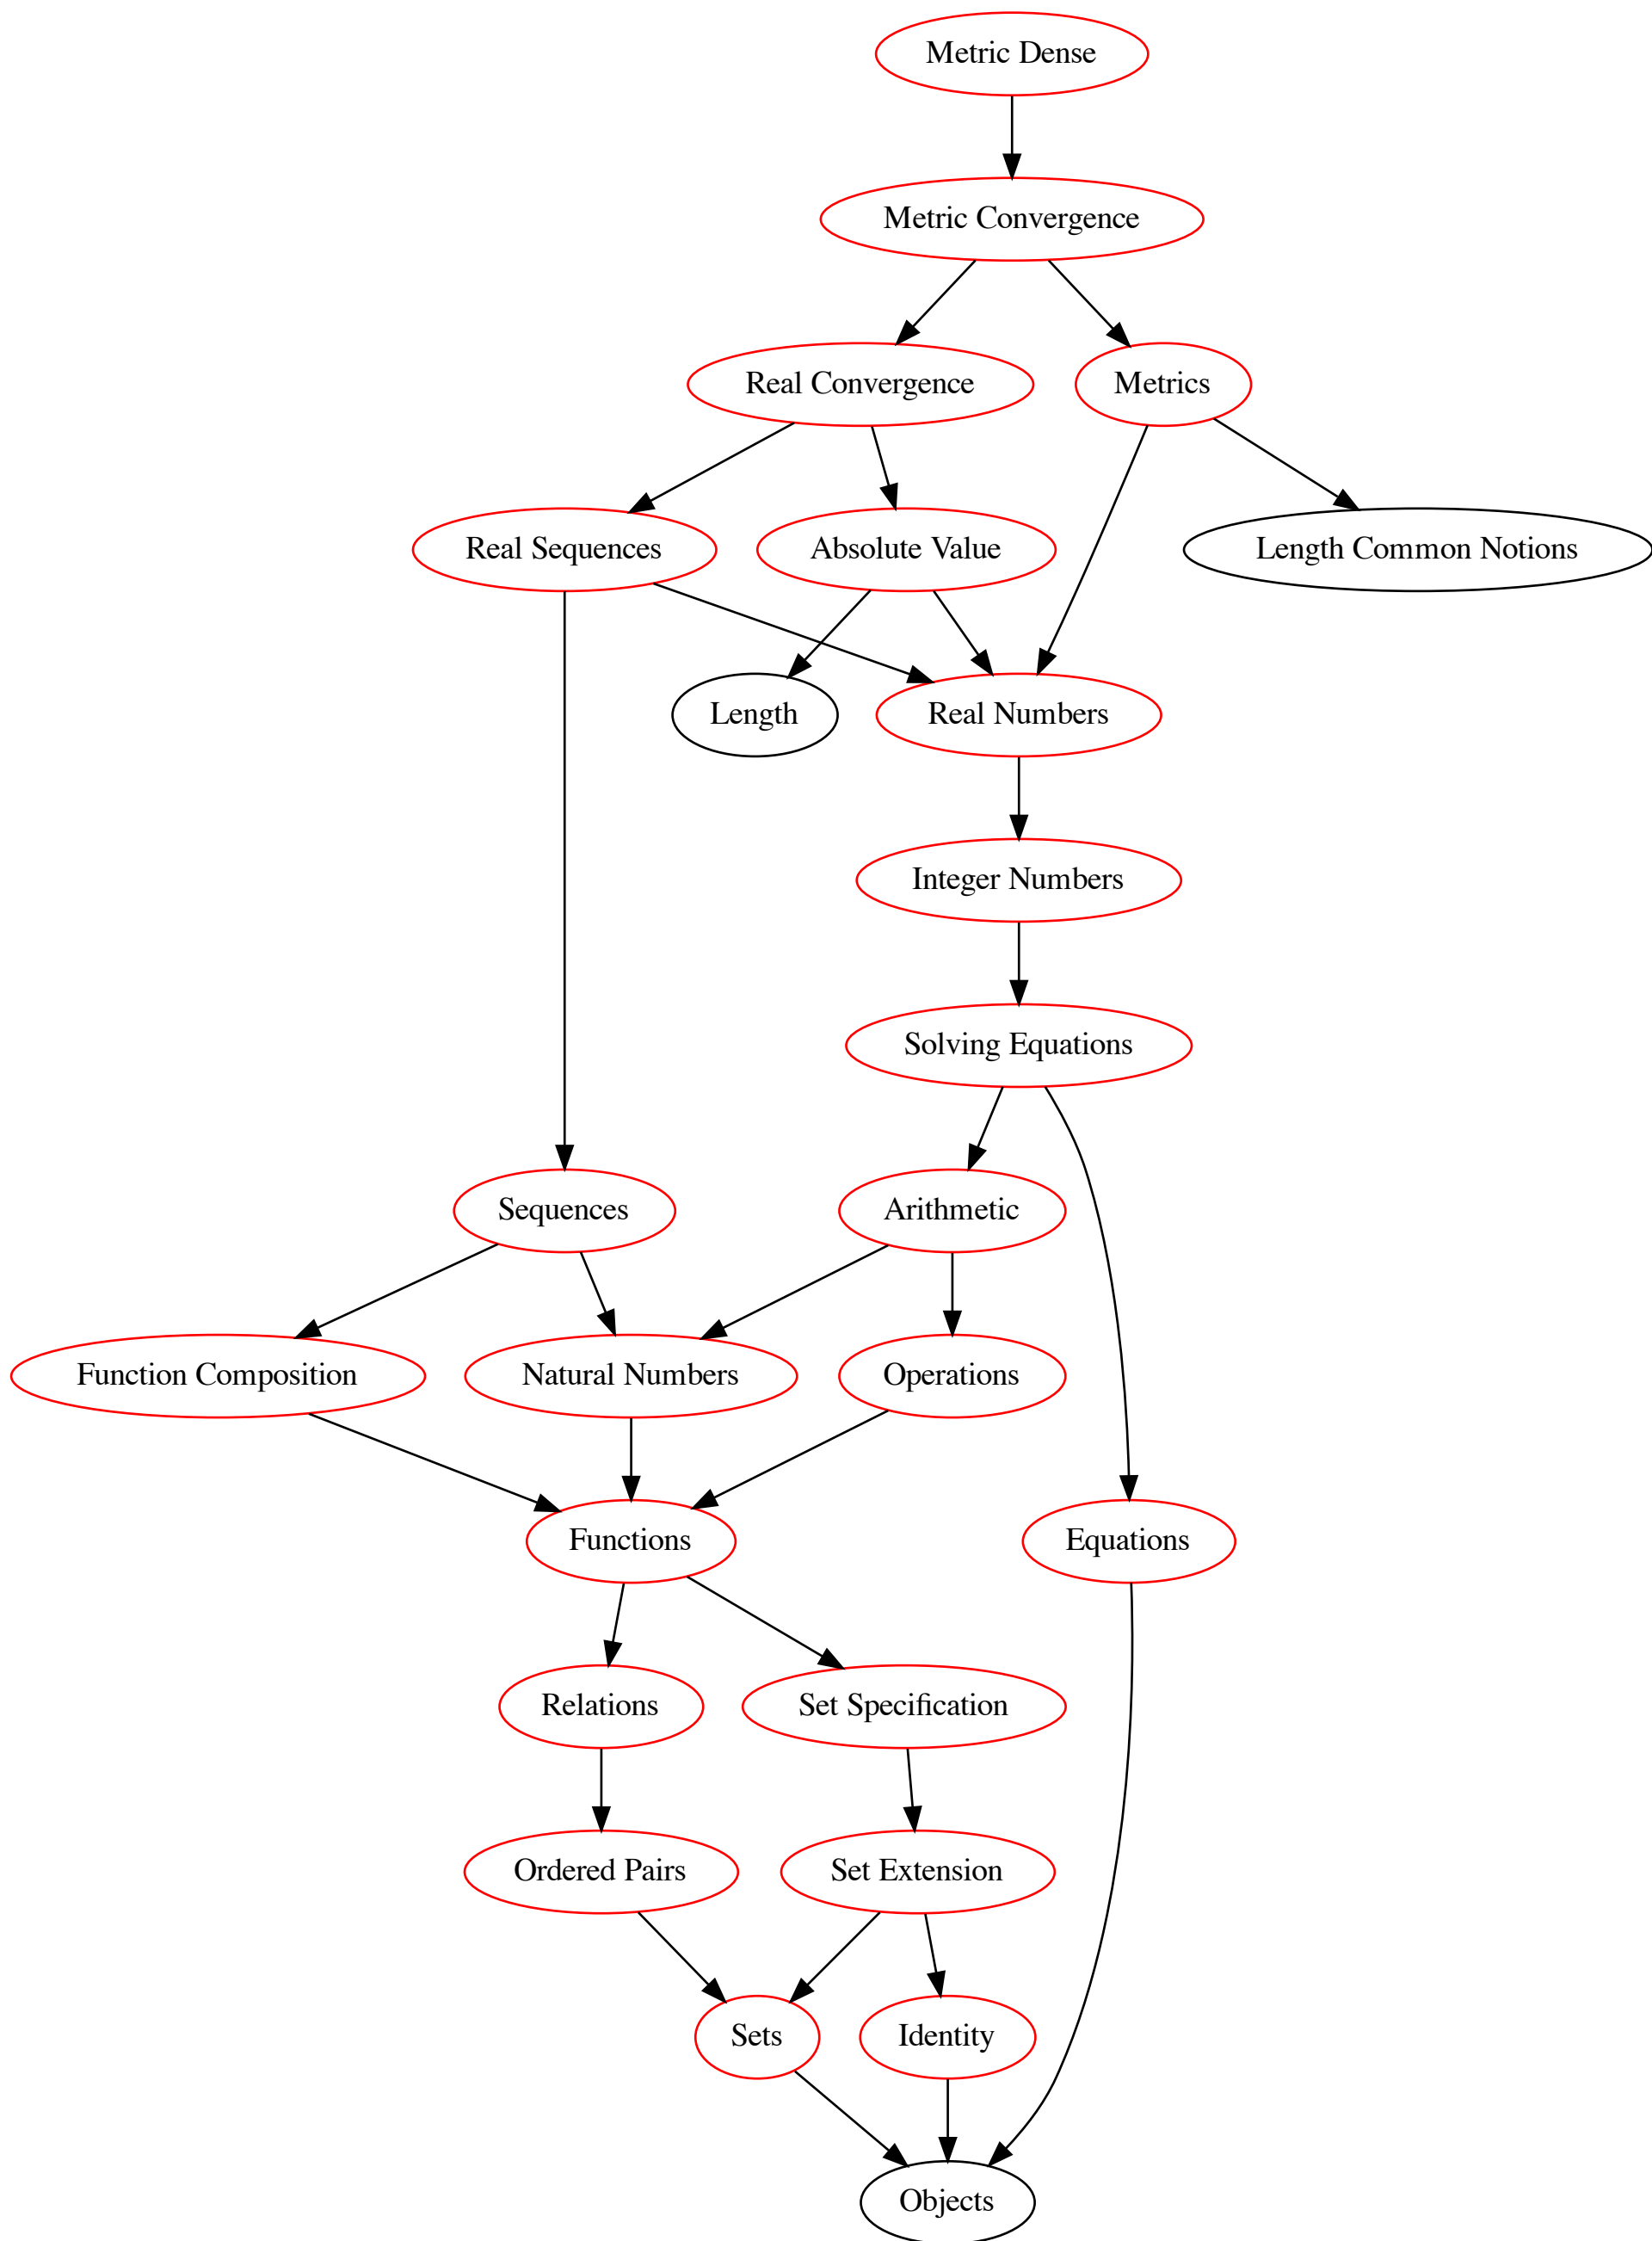 Metric Dense
Metric Convergence
Real Convergence
Metrics
Real Sequences
Absolute Value
Length Common Notions
Length
Real Numbers
Integer Numbers
Solving Equations
Sequences
Arithmetic
Function Composition
Natural Numbers
Operations
Functions
Equations
Relations
Set Specification
Ordered Pairs
Set Extension
Sets
Identity
Objects